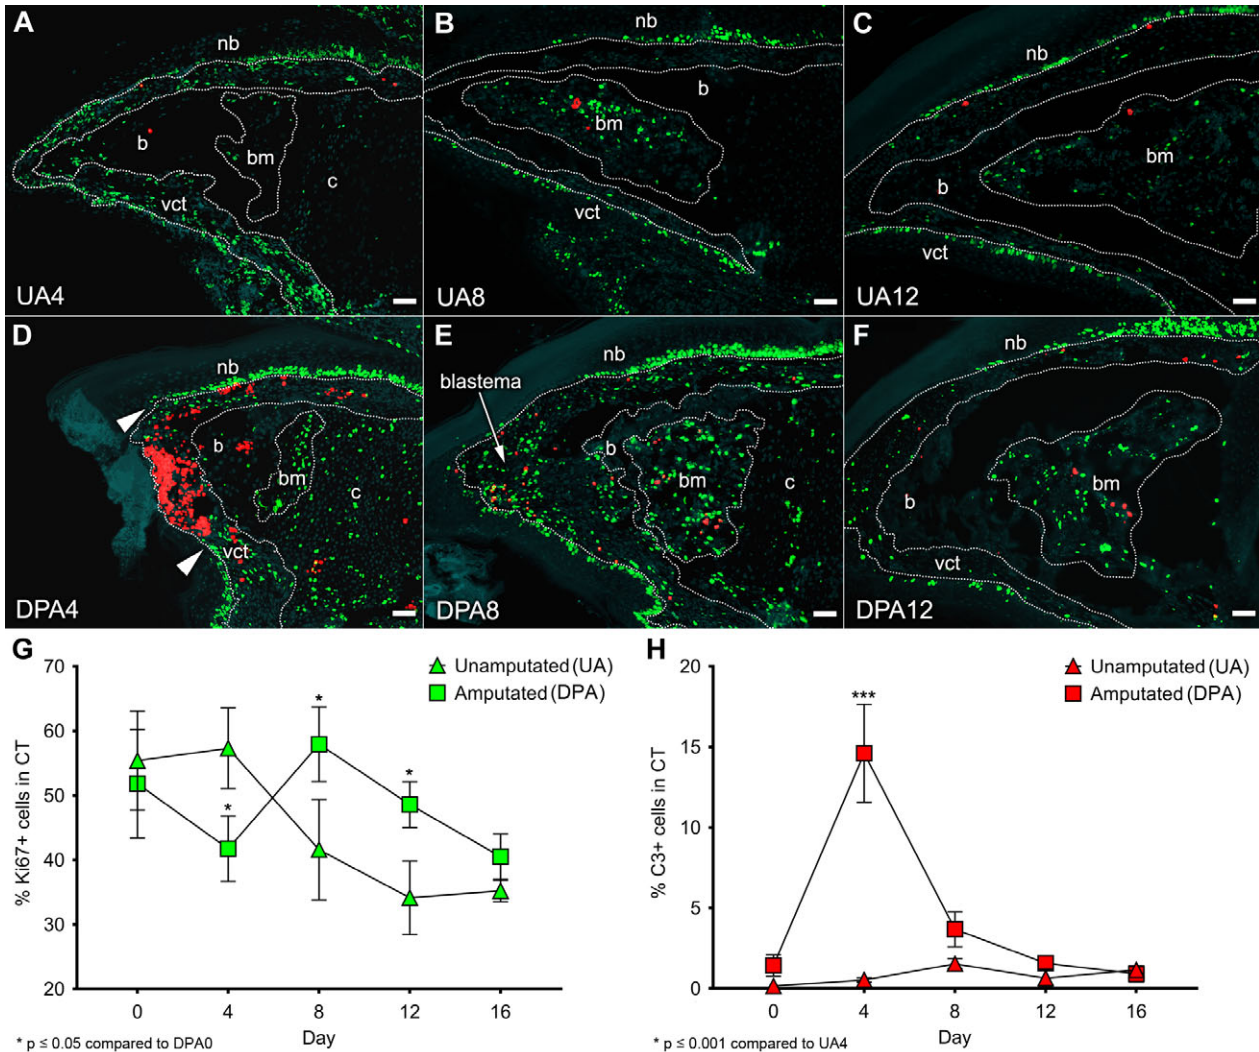 A
nb
b
bm
c
vct
UA4
B
nb
b
bm
vct
UA8
C
nb
bm
b
vct
UA12
D
nb
b
bm
c
vct
DPA4
E
nb
blastema
b
bm
c
DPA8
F
nb
bm
b
vct
DPA12
G
Unamputated (UA)
Amputated (DPA)
% Ki67+ cells in CT
70
60
50
40
30
20
*
*
*
0 4 8 12 16
Day
* p ≤ 0.05 compared to DPA0
H
Unamputated (UA)
Amputated (DPA)
% C3+ cells in CT
20
15
10
5
0
***
0 4 8 12 16
Day
* p ≤ 0.001 compared to UA4